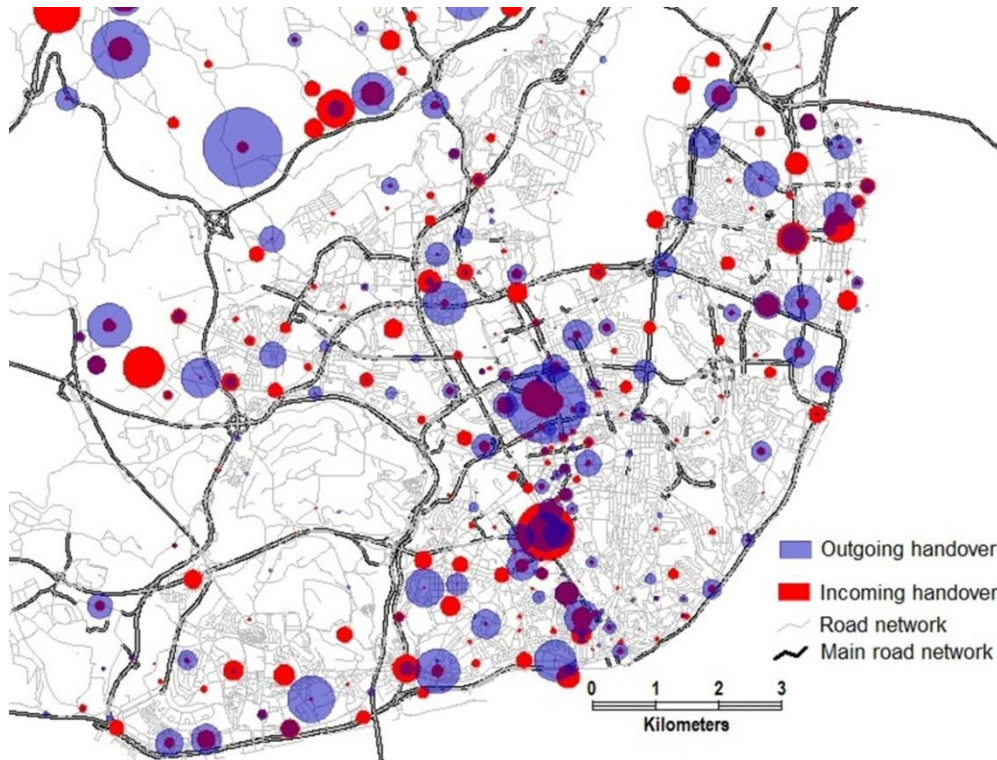 Outgoing handover
Incoming handover
Road network
Main road network
0 1 2 3
Kilometers